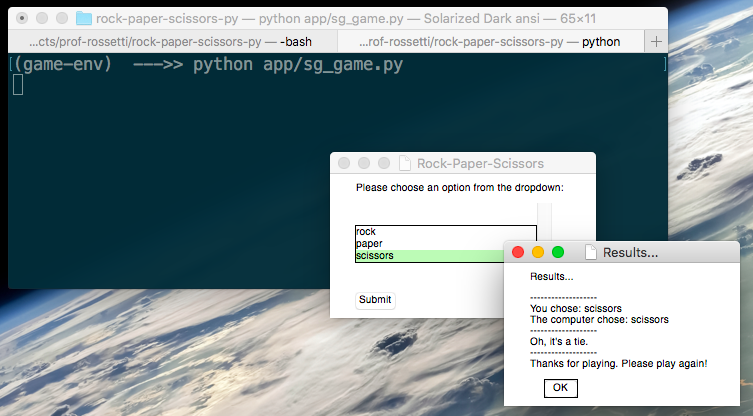 rock-paper-scissors-py — python app/sg_game.py — Solarized Dark ansi — 65×11
...cts/prof-rossetti/rock-paper-scissors-py — -bash
...rof-rossetti/rock-paper-scissors-py — python
+
[(game-env) --->> python app/sg_game.py ]
Rock-Paper-Scissors
Please choose an option from the dropdown:
rock
paper
scissors
Submit
Results...
Results...
-------------------
You chose: scissors
The computer chose: scissors
-------------------
Oh, it's a tie.
-------------------
Thanks for playing. Please play again!
OK